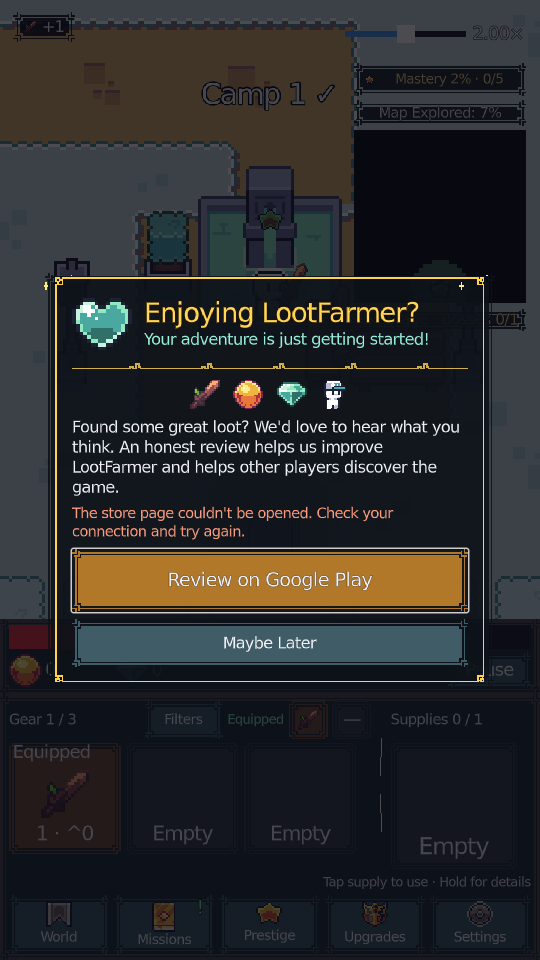 +1
2.00×
Mastery 2% · 0/5
Camp 1 ✓
Map Explored: 7%
0/1
Enjoying LootFarmer?
Your adventure is just getting started!
Found some great loot? We'd love to hear what you
think. An honest review helps us improve
LootFarmer and helps other players discover the
game.
The store page couldn't be opened. Check your
connection and try again.
Review on Google Play
Maybe Later
Gear 1 / 3
Filters
Equipped
—
Supplies 0 / 1
Equipped
1 · ^0
Empty
Empty
Empty
Tap supply to use · Hold for details
World
Missions
!
Prestige
Upgrades
Settings